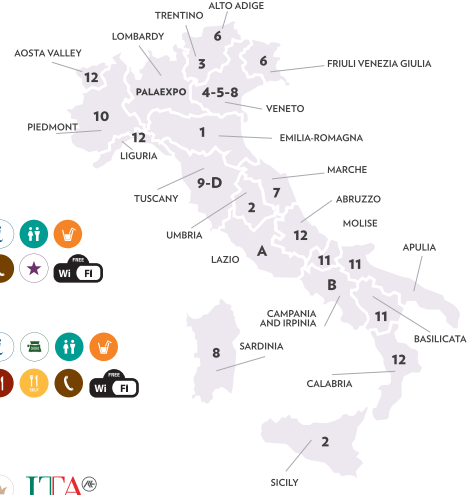 ALTO ADIGE
TRENTINO
6
LOMBARDY
AOSTA VALLEY
3
6
FRIULI VENEZIA GIULIA
12
PALAEXPO
4-5-8
VENETO
10
PIEDMONT
12
1
EMILIA-ROMAGNA
LIGURIA
MARCHE
9-D
7
TUSCANY
2
ABRUZZO
UMBRIA
12
MOLISE
A
LAZIO
APULIA
11
11
FREE
Wi FI
B
CAMPANIA
AND IRPINIA
11
BASILICATA
SARDINIA
8
12
CALABRIA
FREE
Wi FI
2
SICILY
ITA